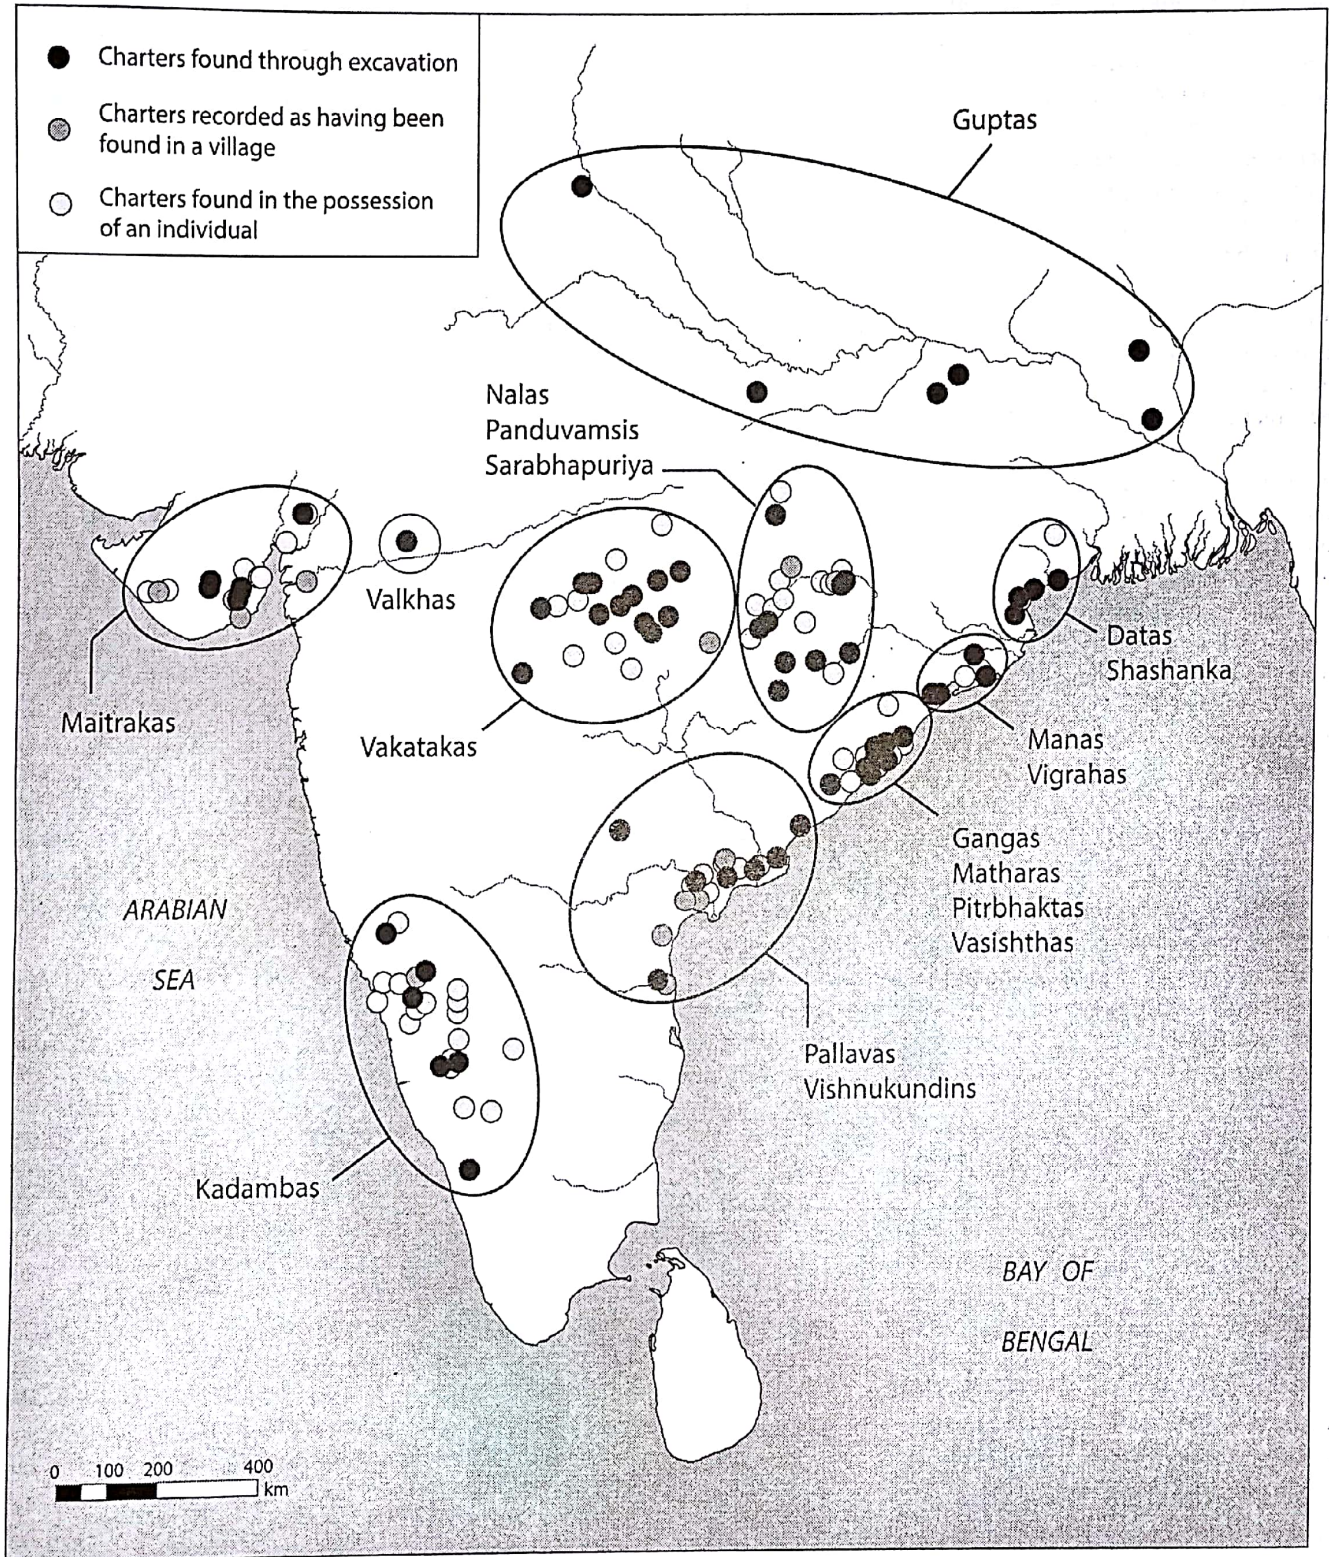 Charters found through excavation
Charters recorded as having been
found in a village
Charters found in the possession
of an individual
Guptas
Nalas
Panduvamsis
Sarabhapuriya
Valkhas
Maitrakas
Vakatakas
Datas
Shashanka
Manas
Vigrahas
Gangas
Matharas
Pitrbhaktas
Vasishthas
ARABIAN
SEA
Pallavas
Vishnukundins
Kadambas
BAY OF
BENGAL
0 100 200 400
km